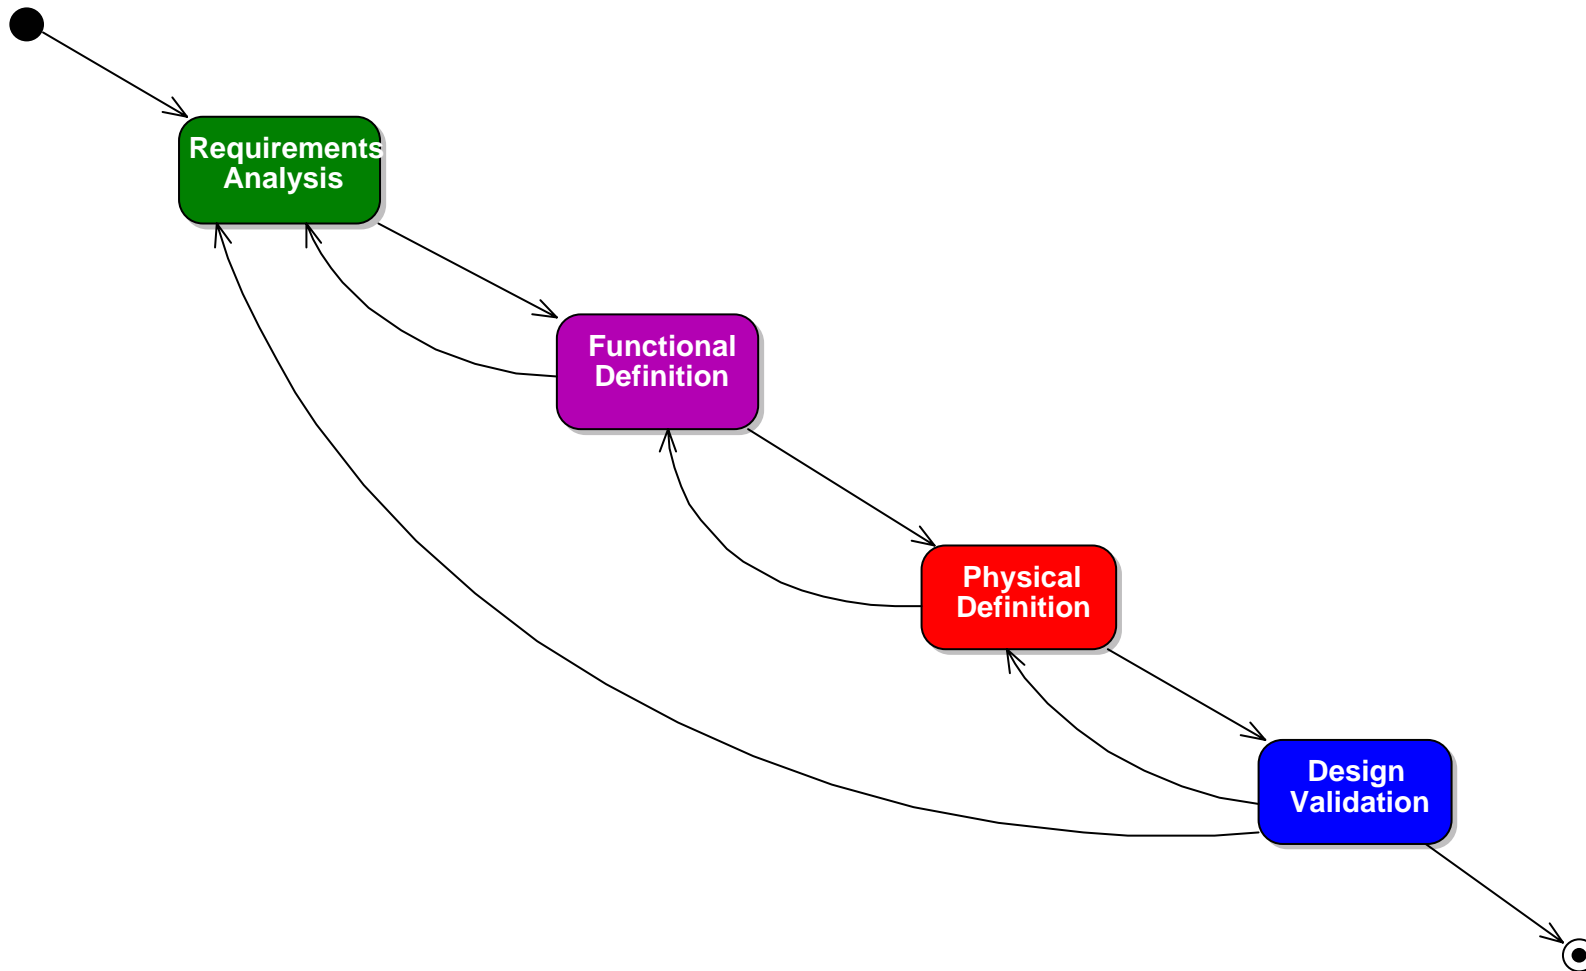 Requirements
Analysis
Functional
Definition
Physical
Definition
Design
Validation